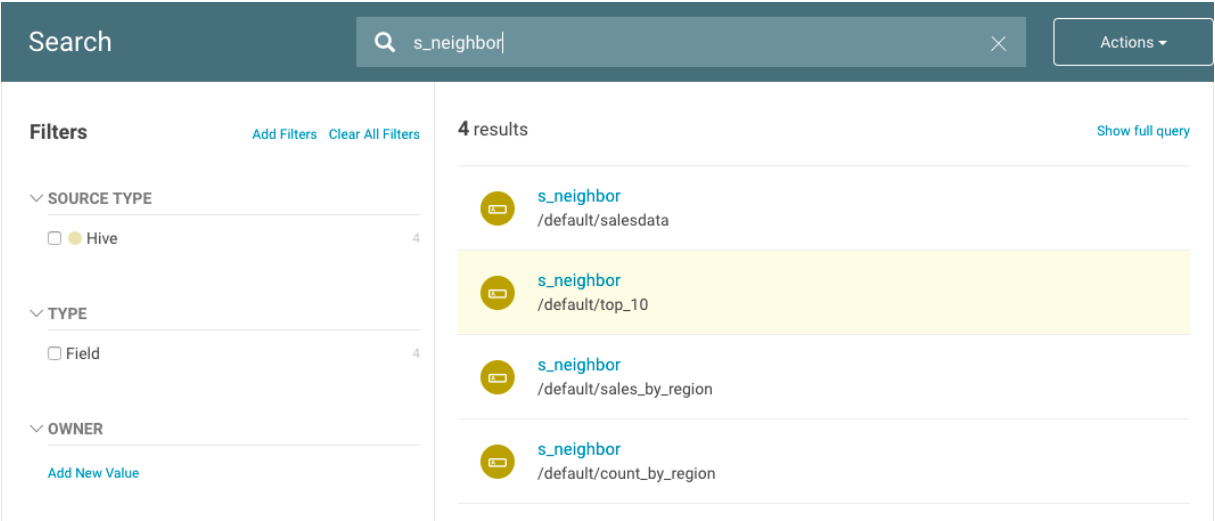 Search
s_neighbor
Actions
Filters
Add Filters Clear All Filters
SOURCE TYPE
Hive 4
TYPE
Field 4
OWNER
Add New Value
4 results
Show full query
s_neighbor
/default/salesdata
s_neighbor
/default/top_10
s_neighbor
/default/sales_by_region
s_neighbor
/default/count_by_region